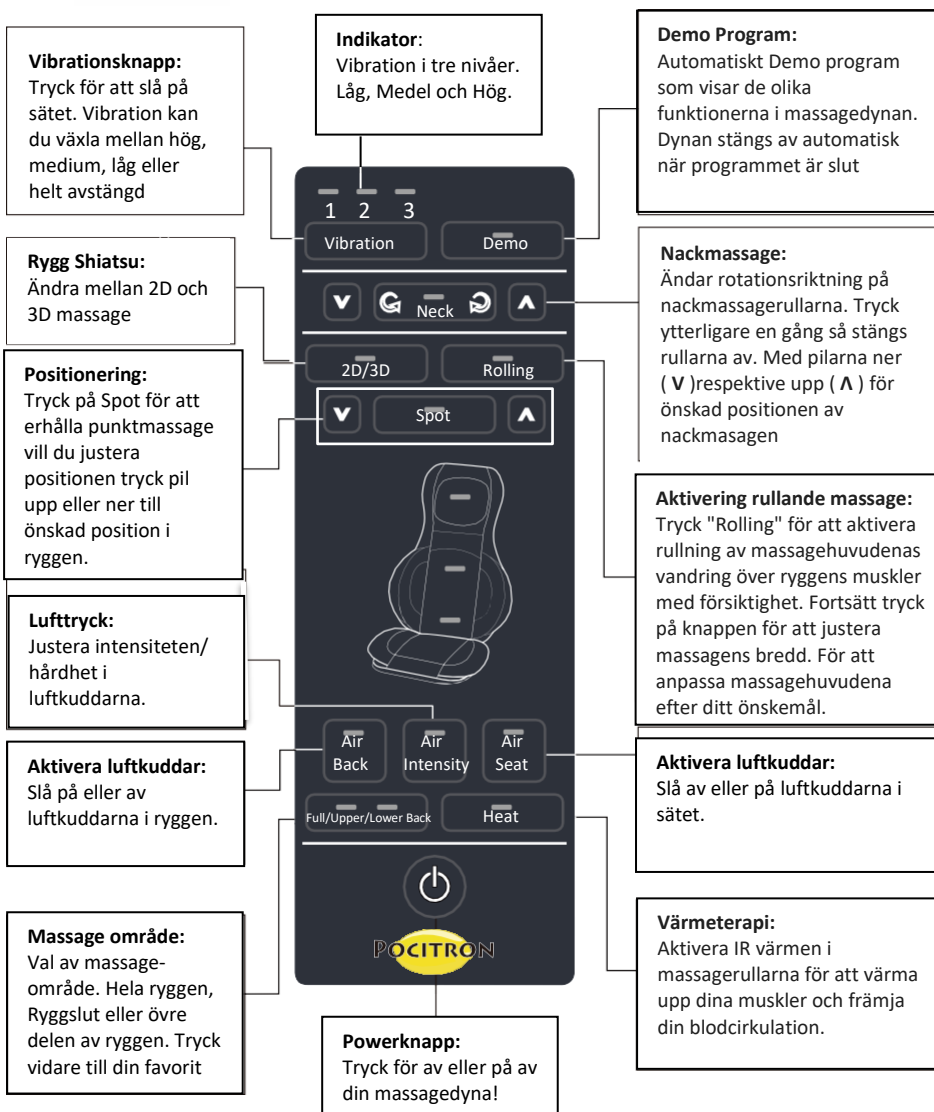 Vibrationsknapp:
Tryck för att slå på
sätet. Vibration kan
du växla mellan hög,
medium, låg eller
helt avstängd
Indikator:
Vibration i tre nivåer.
Låg, Medel och Hög.
Demo Program:
Automatiskt Demo program
som visar de olika
funktionerna i massagedynan.
Dynan stängs av automatisk
när programmet är slut
Rygg Shiatsu:
Ändra mellan 2D och
3D massage
Nackmassage:
Ändar rotationsriktning på
nackmassagerullarna. Tryck
ytterligare en gång så stängs
rullarna av. Med pilarna ner
( V )respektive upp ( Λ ) för
önskad positionen av
nackmasagen
Positionering:
Tryck på Spot för att
erhålla punktmassage
vill du justera
positionen tryck pil
upp eller ner till
önskad position i
ryggen.
Aktivering rullande massage:
Tryck "Rolling" för att aktivera
rullning av massagehuvudenas
vandring över ryggens muskler
med försiktighet. Fortsätt tryck
på knappen för att justera
massagens bredd. För att
anpassa massagehuvudena
efter ditt önskemål.
Lufttryck:
Justera intensiteten/
hårdhet i
luftkuddarna.
Aktivera luftkuddar:
Slå på eller av
luftkuddarna i ryggen.
Aktivera luftkuddar:
Slå av eller på luftkuddarna i
sätet.
Massage område:
Val av massage-
område. Hela ryggen,
Ryggslut eller övre
delen av ryggen. Tryck
vidare till din favorit
Värmeterapi:
Aktivera IR värmen i
massagerullarna för att värma
upp dina muskler och främja
din blodcirkulation.
Powerknapp:
Tryck för av eller på av
din massagedyna!
1 2 3
Vibration Demo
V Neck Λ
2D/3D Rolling
V Spot Λ
Air Back
Air Intensity
Air Seat
Full/Upper/Lower Back Heat
POCITRON